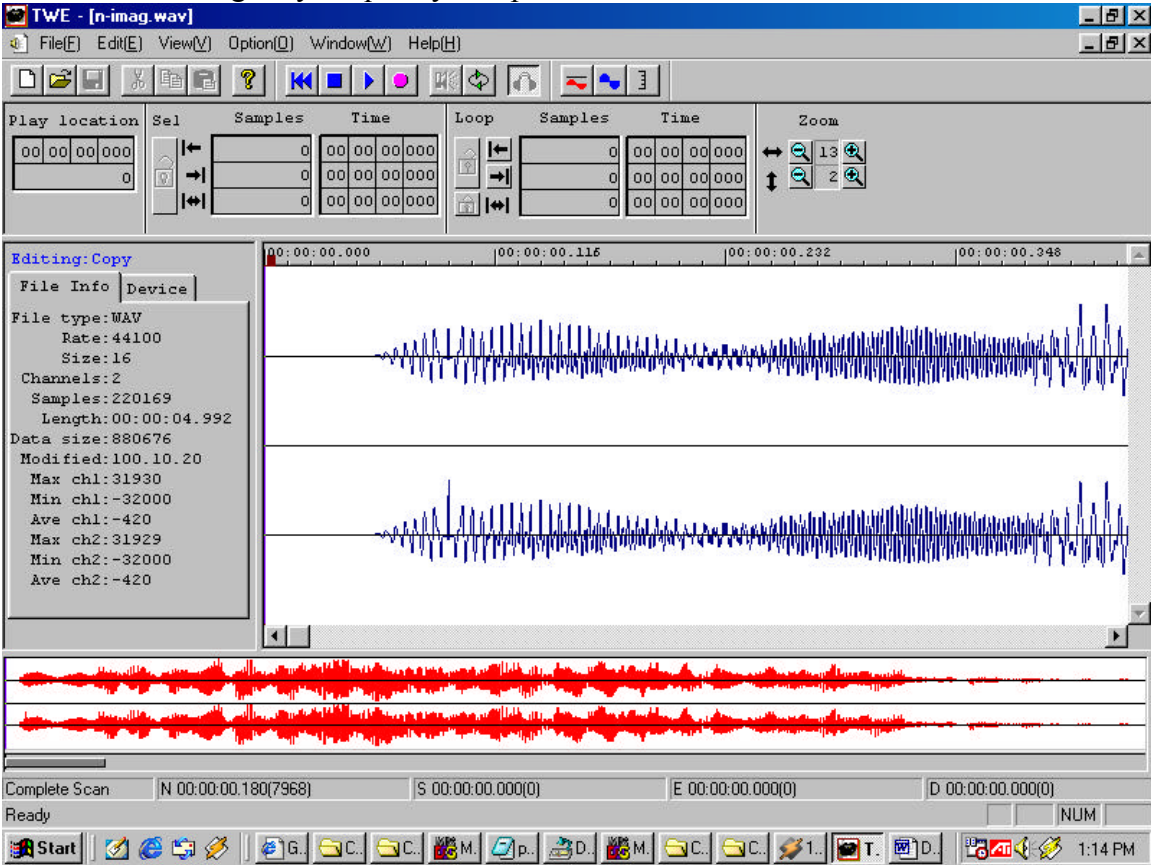 TWE - [n-imag.wav]
File(F) Edit(E) View(V) Option(O) Window(W) Help(H)
Play location Sel Samples Time Loop Samples Time Zoom
00 00 00 000 0 00 00 00 000 0 00 00 00 000 13
0 0 00 00 00 000 0 00 00 00 000 2
0 00 00 00 000 0 00 00 00 000
Editing:Copy
00:00:00.000 00:00:00.116 00:00:00.232 00:00:00.348
File Info Device
File type:WAV
Rate:44100
Size:16
Channels:2
Samples:220169
Length:00:00:04.992
Data size:880676
Modified:100.10.20
Max ch1:31930
Min ch1:-32000
Ave ch1:-420
Max ch2:31929
Min ch2:-32000
Ave ch2:-420
Complete Scan N 00:00:00.180(7968) S 00:00:00.000(0) E 00:00:00.000(0) D 00:00:00.000(0)
Ready NUM
Start G.. C.. C.. M.. p.. D.. M.. C.. C.. 1.. T.. D.. 1:14 PM